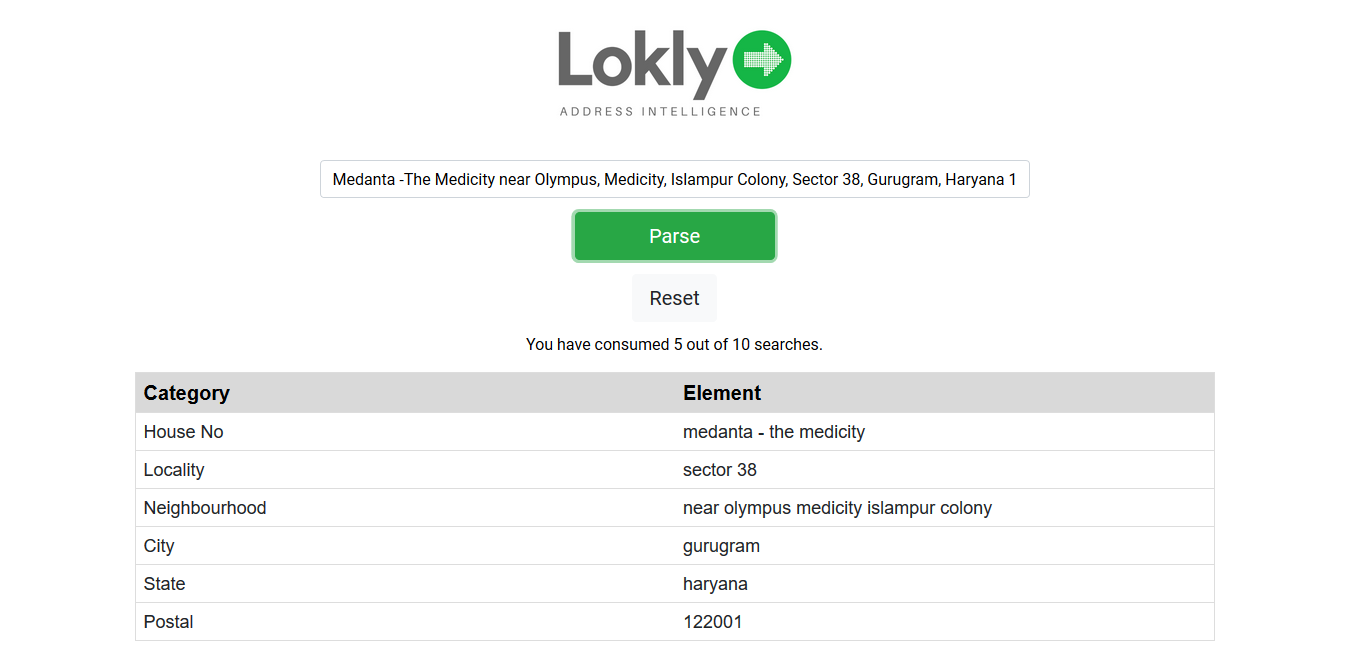 Lokly
ADDRESS INTELLIGENCE
Medanta -The Medicity near Olympus, Medicity, Islampur Colony, Sector 38, Gurugram, Haryana 1
Parse
Reset
You have consumed 5 out of 10 searches.
Category Element
House No medanta - the medicity
Locality sector 38
Neighbourhood near olympus medicity islampur colony
City gurugram
State haryana
Postal 122001